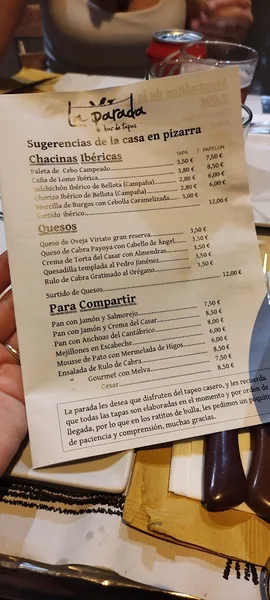 la parada
bar de tapas
Sugerencias de la casa en pizarra
Chacinas Ibéricas TAPA PAPELON
Paleta de Cebo Campeado 3,50 € 7,50 €
Caña de Lomo Ibérica 3,80 € 8,50 €
Salchichón Ibérico de Bellota (Campaña) 2,80 € 6,00 €
Chorizo Ibérico de Bellota (Campaña) 2,80 € 6,00 €
Morcilla de Burgos con Cebolla Caramelizada 3,00 €
Surtido ibérico 12,00 €
Quesos
Queso de Oveja Viriato gran reserva 3,50 €
Queso de Cabra Payoya con Cabello de Ángel 3,50 €
Crema de Torta del Casar con Almendras 3,50 €
Quesadilla templada al Pedro Jiménez 3,50 €
Rulo de Cabra Gratinado al Orégano 3,50 €
Surtido de Quesos 12,00 €
Para Compartir
Pan con Jamón y Salmorejo 7,50 €
Pan con Jamón y Crema del Casar 8,50 €
Pan con Anchoas del Cantábrico 8,00 €
Mejillones en Escabeche 6,00 €
Mousse de Pato con Mermelada de Higos 8,50 €
Ensalada de Rulo de Cabra 7,50 €
" Gourmet con Melva 8,50 €
César 8,50 €
La parada les desea que disfruten del tapeo casero, y les recuerda
que todas las tapas son elaboradas en el momento y por orden de
llegada, por lo que en los ratitos de bulla, les pedimos un poquito
de paciencia y comprensión, muchas gracias.